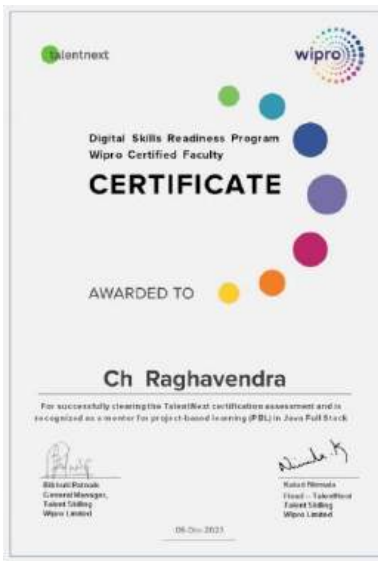 talentnext
wipro
Digital Skills Readiness Program
Wipro Certified Faculty
CERTIFICATE
AWARDED TO
Ch Raghavendra
For successfully clearing the TalentNext certification assessment and is
recognized as a mentor for project-based learning (PBL) in Java Full Stack
General Manager,
Talent Skilling
Wipro Limited
Nirmala
Head – TalentNext
Talent Skilling
Wipro Limited
2023